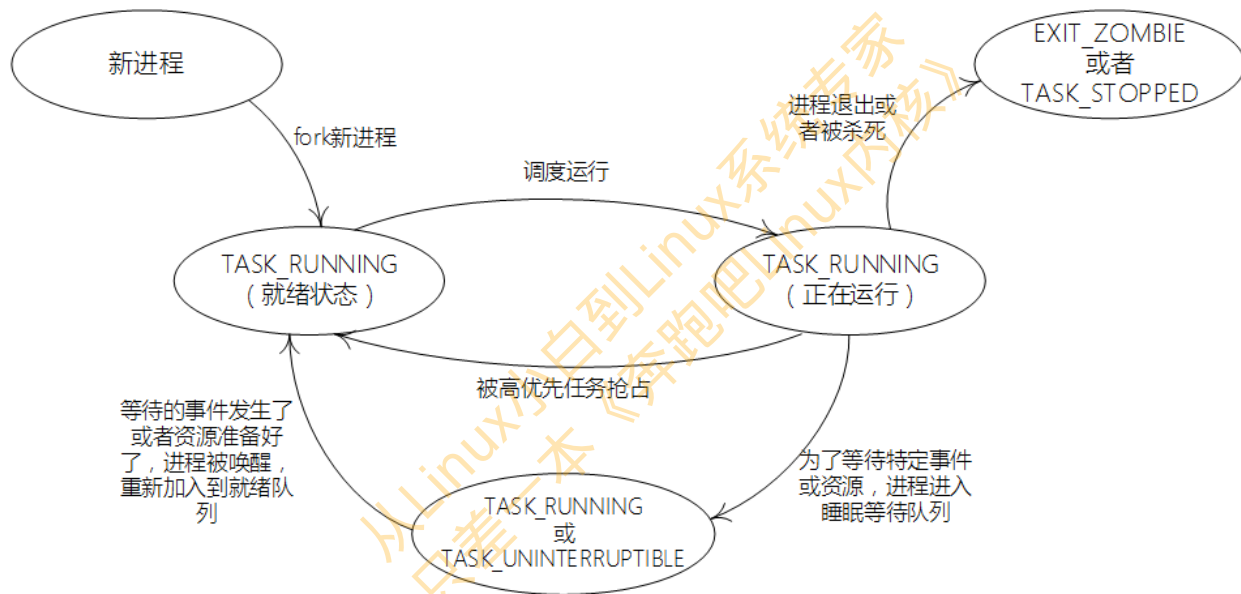 新进程
EXIT_ZOMBIE
或者
TASK_STOPPED
进程退出或
者被杀死
fork新进程
调度运行
TASK_RUNNING
（就绪状态）
TASK_RUNNING
（正在运行）
被高优先任务抢占
等待的事件发生了
或者资源准备好
了，进程被唤醒，
重新加入到就绪队
列
为了等待特定事件
或资源，进程进入
睡眠等待队列
TASK_RUNNING
或
TASK_UNINTERRUPTIBLE
从Linux小白到Linux系统专家
只差一本《奔跑吧Linux内核》